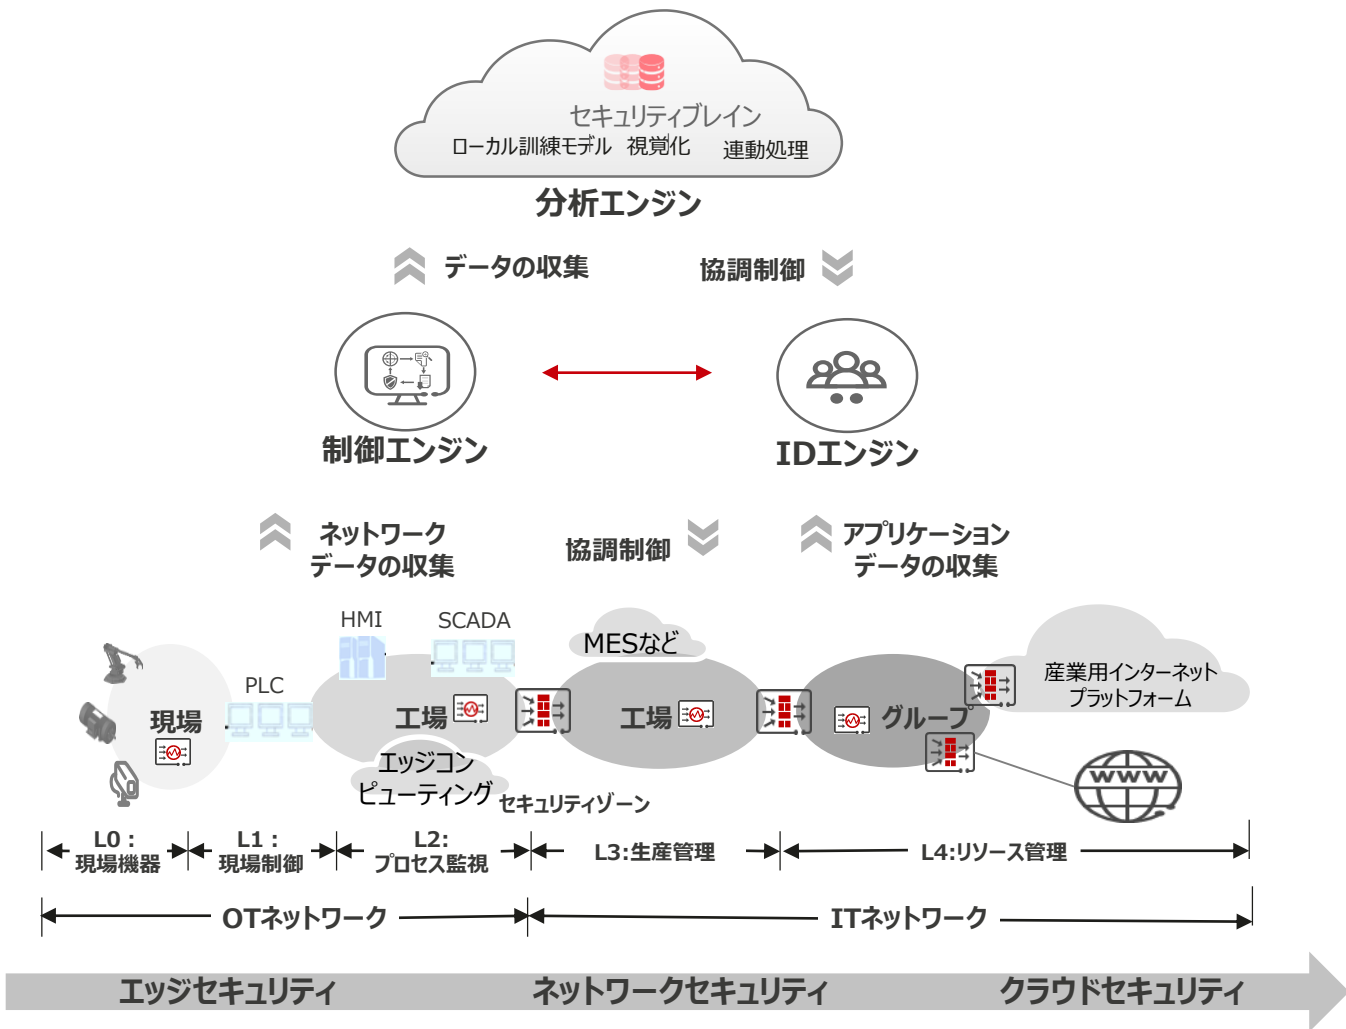 セキュリティブレイン
ローカル訓練モデル 視覚化 連動処理
分析エンジン
データの収集
協調制御
制御エンジン
IDエンジン
ネットワーク
データの収集
協調制御
アプリケーション
データの収集
HMI
SCADA
MESなど
PLC
産業用インターネット
プラットフォーム
現場
工場
工場
グループ
エッジコン
ピューティング
セキュリティゾーン
WWW
L0：
現場機器
L1：
現場制御
L2:
プロセス監視
L3:生産管理
L4:リソース管理
OTネットワーク
ITネットワーク
エッジセキュリティ
ネットワークセキュリティ
クラウドセキュリティ